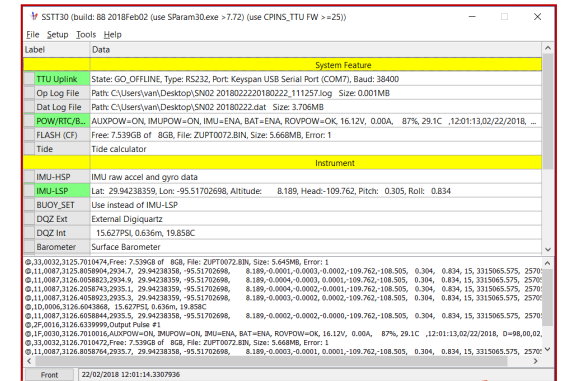 SSTT30 (build: 88 2018Feb02 (use SParam30.exe >7.72) (use CPINS_TTU FW >=25))
File Setup Tools Help
Label Data
System Feature
TTU Uplink State: GO_OFFLINE, Type: RS232, Port: Keyspan USB Serial Port (COM7), Baud: 38400
Op Log File Path: C:\Users\van\Desktop\SN02 20180222\20180222_111257.log Size: 0.001MB
Dat Log File Path: C:\Users\van\Desktop\SN02 20180222.dat Size: 3.706MB
POW/RTC/B... AUXPOW=ON, IMUPOW=ON, IMU=ENA, BAT=ENA, ROVPOW=OK, 16.12V, 0.00A, 87%, 29.1C ,12:01:13,02/22/2018, ...
FLASH (CF) Free: 7.539GB of 8GB, File: ZUPT0072.BIN, Size: 5.668MB, Error: 1
Tide Tide calculator
Instrument
IMU-HSP IMU raw accel and gyro data
IMU-LSP Lat: 29.94238359, Lon: -95.51702698, Altitude: 8.189, Head:-109.762, Pitch: 0.305, Roll: 0.834
BUOY_SET Use instead of IMU-LSP
DQZ Ext External Digiquartz
DQZ Int 15.627PSI, 0.636m, 19.858C
Barometer Surface Barometer
@,33,0032,3125.7010474,Free: 7.539GB of 8GB, File: ZUPT0072.BIN, Size: 5.645MB, Error: 1
@,11,0087,3125.8058904,2934.7, 29.94238359, -95.51702698, 8.189,-0.0001,-0.0003,-0.0002,-109.762,-108.505, 0.304, 0.834, 15, 3315065.575, 25705
@,11,0087,3126.0058823,2934.9, 29.94238359, -95.51702698, 8.189,-0.0003,-0.0004,-0.0000,-109.762,-108.505, 0.304, 0.834, 15, 3315065.575, 25705
@,11,0087,3126.2058743,2935.1, 29.94238359, -95.51702698, 8.189,-0.0004,-0.0002,-0.0001,-109.762,-108.505, 0.304, 0.834, 15, 3315065.575, 25705
@,11,0087,3126.4058923,2935.3, 29.94238359, -95.51702698, 8.189,-0.0003,-0.0002,-0.0001,-109.762,-108.505, 0.304, 0.834, 15, 3315065.575, 25705
@,1D,0006,3126.6043868, 15.627PSI, 0.636m, 19.858C
@,11,0087,3126.6058844,2935.5, 29.94238359, -95.51702698, 8.189,-0.0003,-0.0000,-0.0002,-109.762,-108.505, 0.304, 0.834, 15, 3315065.575, 25705
@,2F,0016,3126.6339999,Output Pulse #1
@,1F,0030,3126.7010016,AUXPOW=ON, IMUPOW=ON, IMU=ENA, BAT=ENA, ROVPOW=OK, 16.12V, 0.00A, 87%, 29.1C ,12:01:13,02/22/2018, D=98,00,02,
@,33,0032,3126.7010472,Free: 7.539GB of 8GB, File: ZUPT0072.BIN, Size: 5.668MB, Error: 1
@,11,0087,3126.8058764,2935.7, 29.94238359, -95.51702698, 8.189,-0.0003,-0.0001,-0.0003,-109.762,-108.505, 0.304, 0.834, 15, 3315065.575, 25705
Front 22/02/2018 12:01:14.3307936